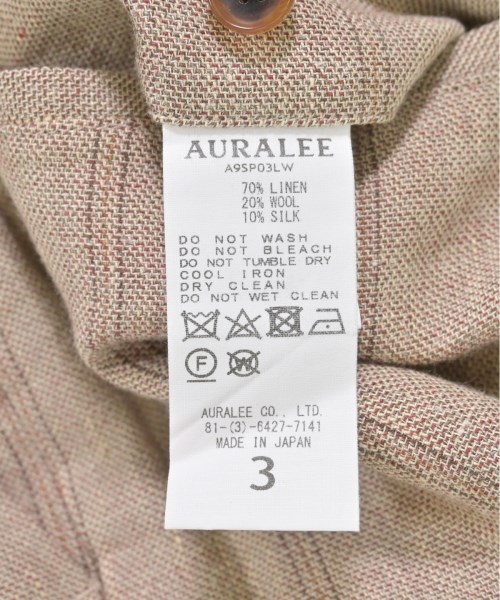 AURALEE
A9SP03LW
70% LINEN
20% WOOL
10% SILK
DO NOT WASH
DO NOT BLEACH
DO NOT TUMBLE DRY
COOL IRON
DRY CLEAN
DO NOT WET CLEAN
F W
AURALEE CO., LTD.
81-(3)-6427-7141
MADE IN JAPAN
3